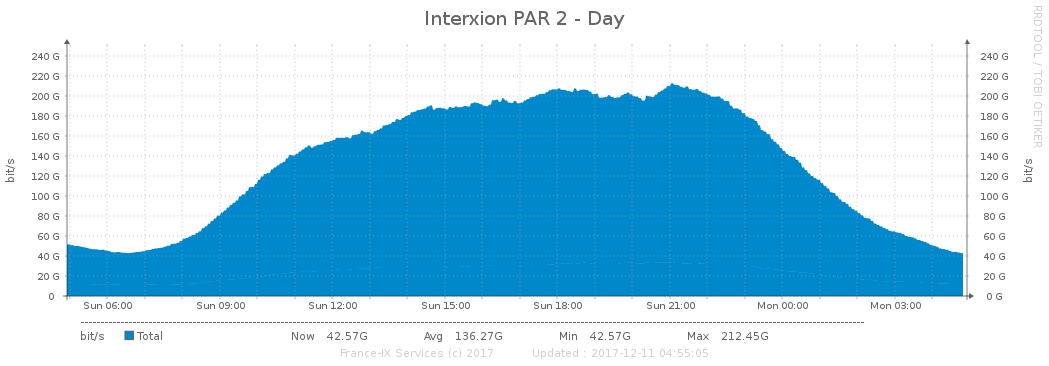 Interxion PAR 2 - Day
RRDTOOL / TOBI OETIKER
bit/s
240 G 240 G
220 G 220 G
200 G 200 G
180 G 180 G
160 G 160 G
140 G 140 G
120 G 120 G
100 G 100 G
80 G 80 G
60 G 60 G
40 G 40 G
20 G 20 G
0 0 G
bit/s
Sun 06:00 Sun 09:00 Sun 12:00 Sun 15:00 Sun 18:00 Sun 21:00 Mon 00:00 Mon 03:00
bit/s Total Now 42.57G Avg 136.27G Min 42.57G Max 212.45G
France-IX Services (c) 2017 Updated : 2017-12-11 04:55:05